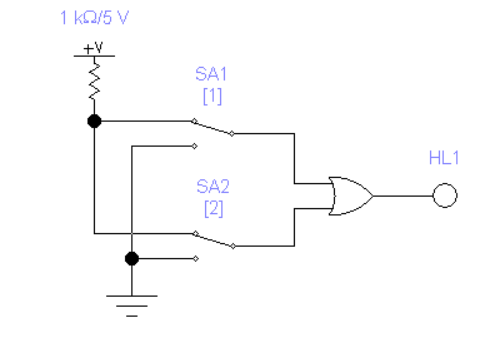 1 kΩ/5 V
+V
SA1
[1]
HL1
SA2
[2]